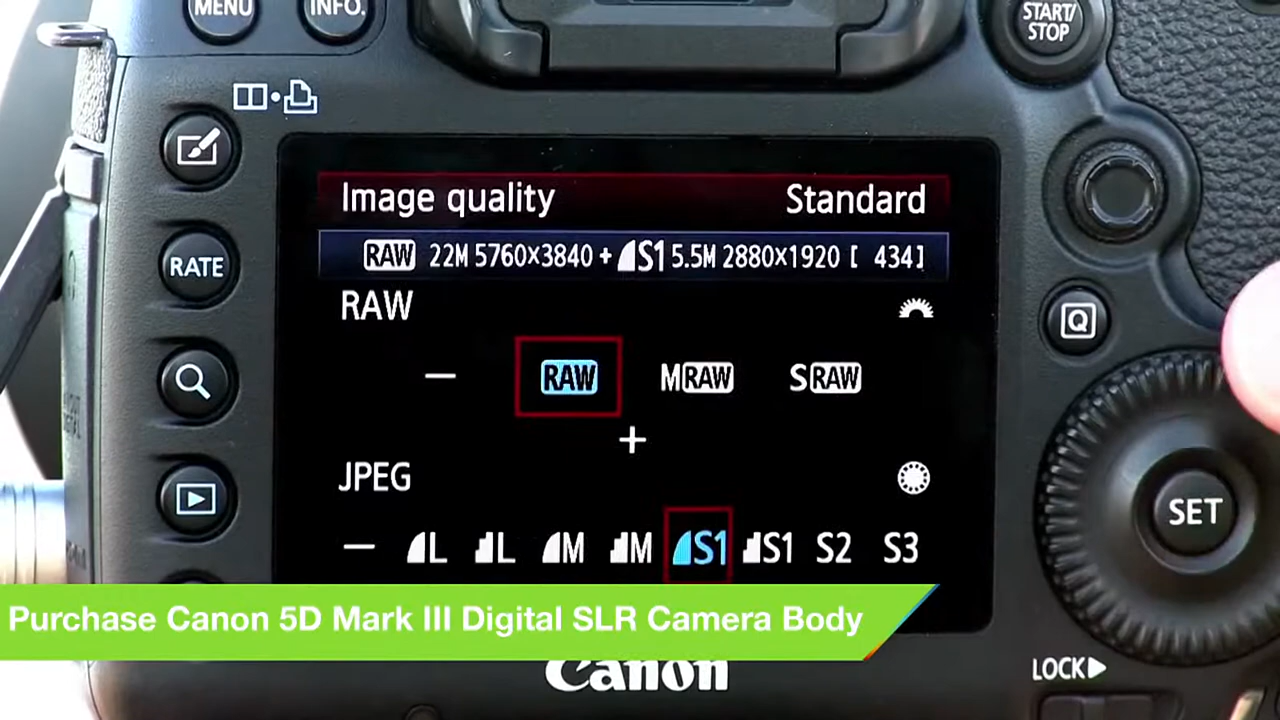 MENU
INFO.
START/
STOP
Image quality Standard
RAW 22M 5760x3840 + S1 5.5M 2880x1920 [ 434]
RATE
RAW
Q
— RAW MRAW SRAW
+
JPEG
SET
— L L M M S1 S1 S2 S3
Purchase Canon 5D Mark III Digital SLR Camera Body
Canon
LOCK▶